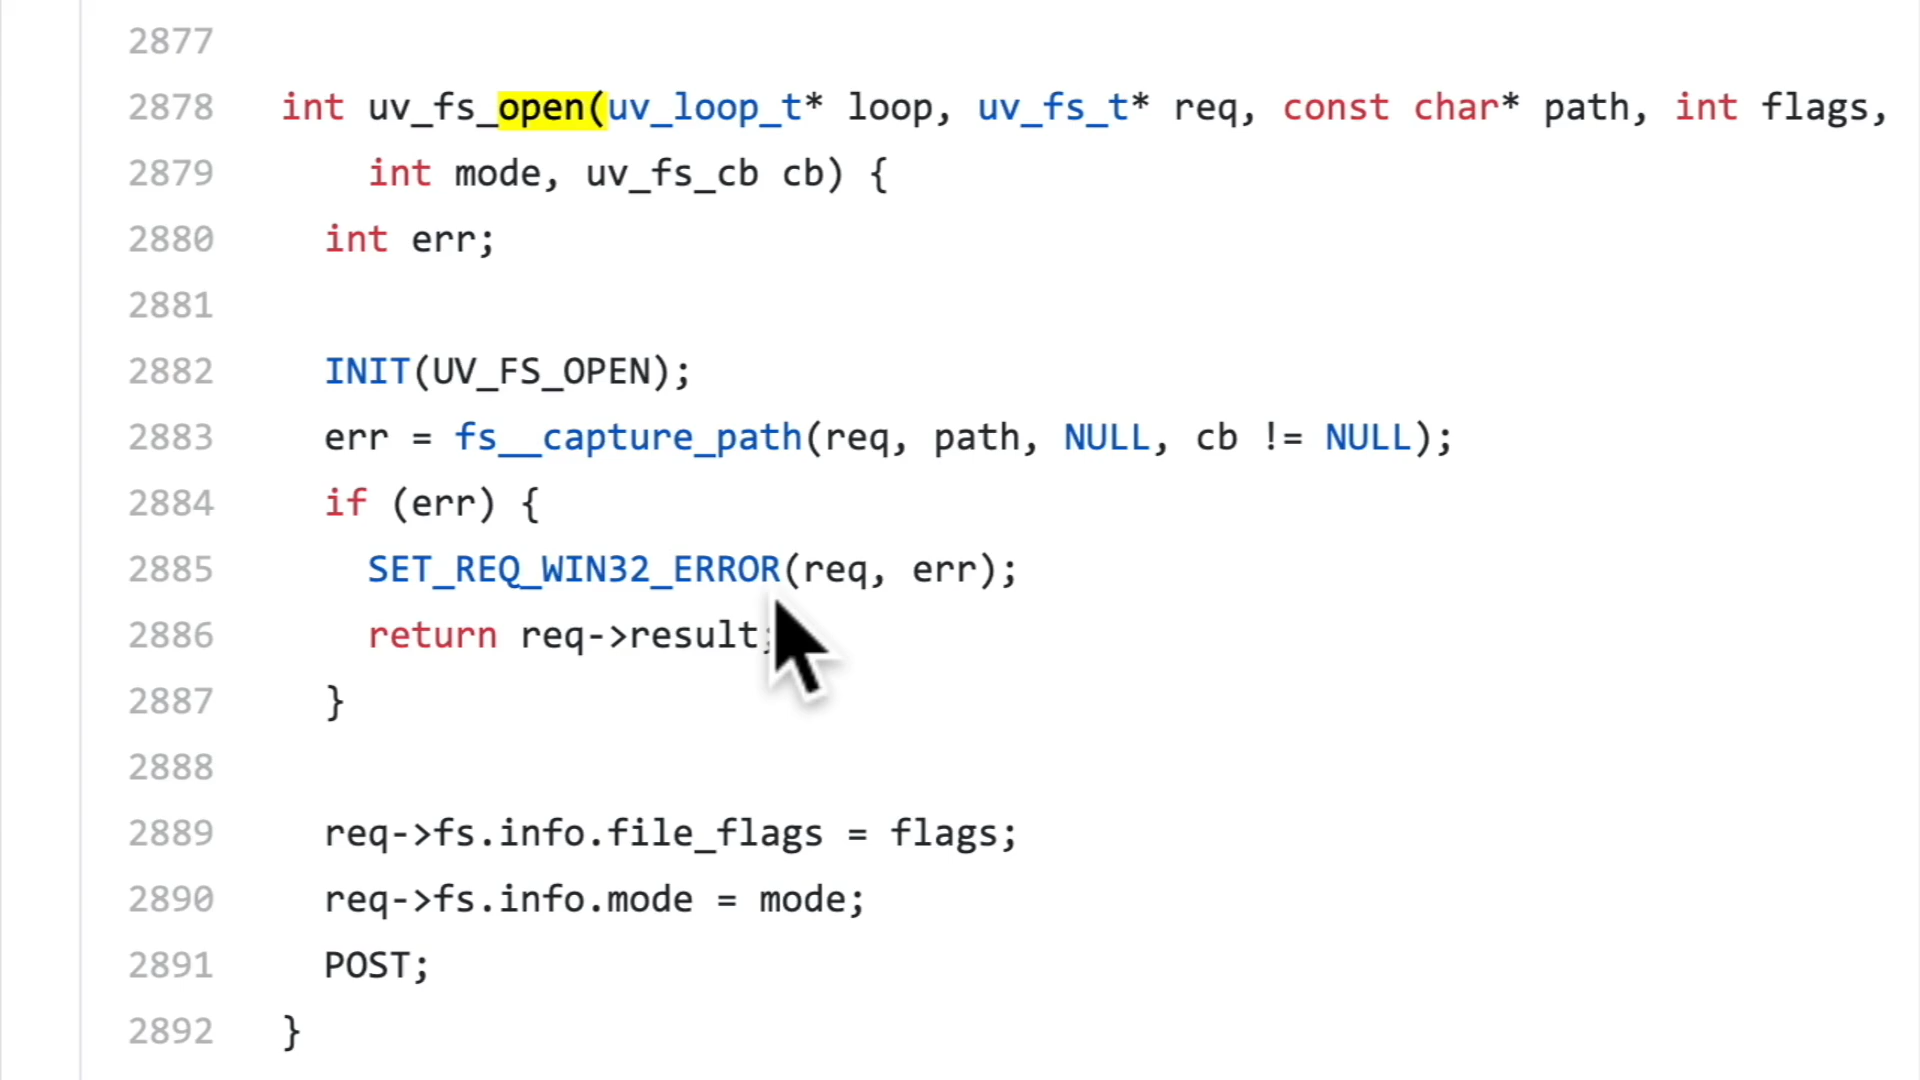 2877
2878 int uv_fs_open(uv_loop_t* loop, uv_fs_t* req, const char* path, int flags,
2879 int mode, uv_fs_cb cb) {
2880 int err;
2881
2882 INIT(UV_FS_OPEN);
2883 err = fs__capture_path(req, path, NULL, cb != NULL);
2884 if (err) {
2885 SET_REQ_WIN32_ERROR(req, err);
2886 return req->result;
2887 }
2888
2889 req->fs.info.file_flags = flags;
2890 req->fs.info.mode = mode;
2891 POST;
2892 }